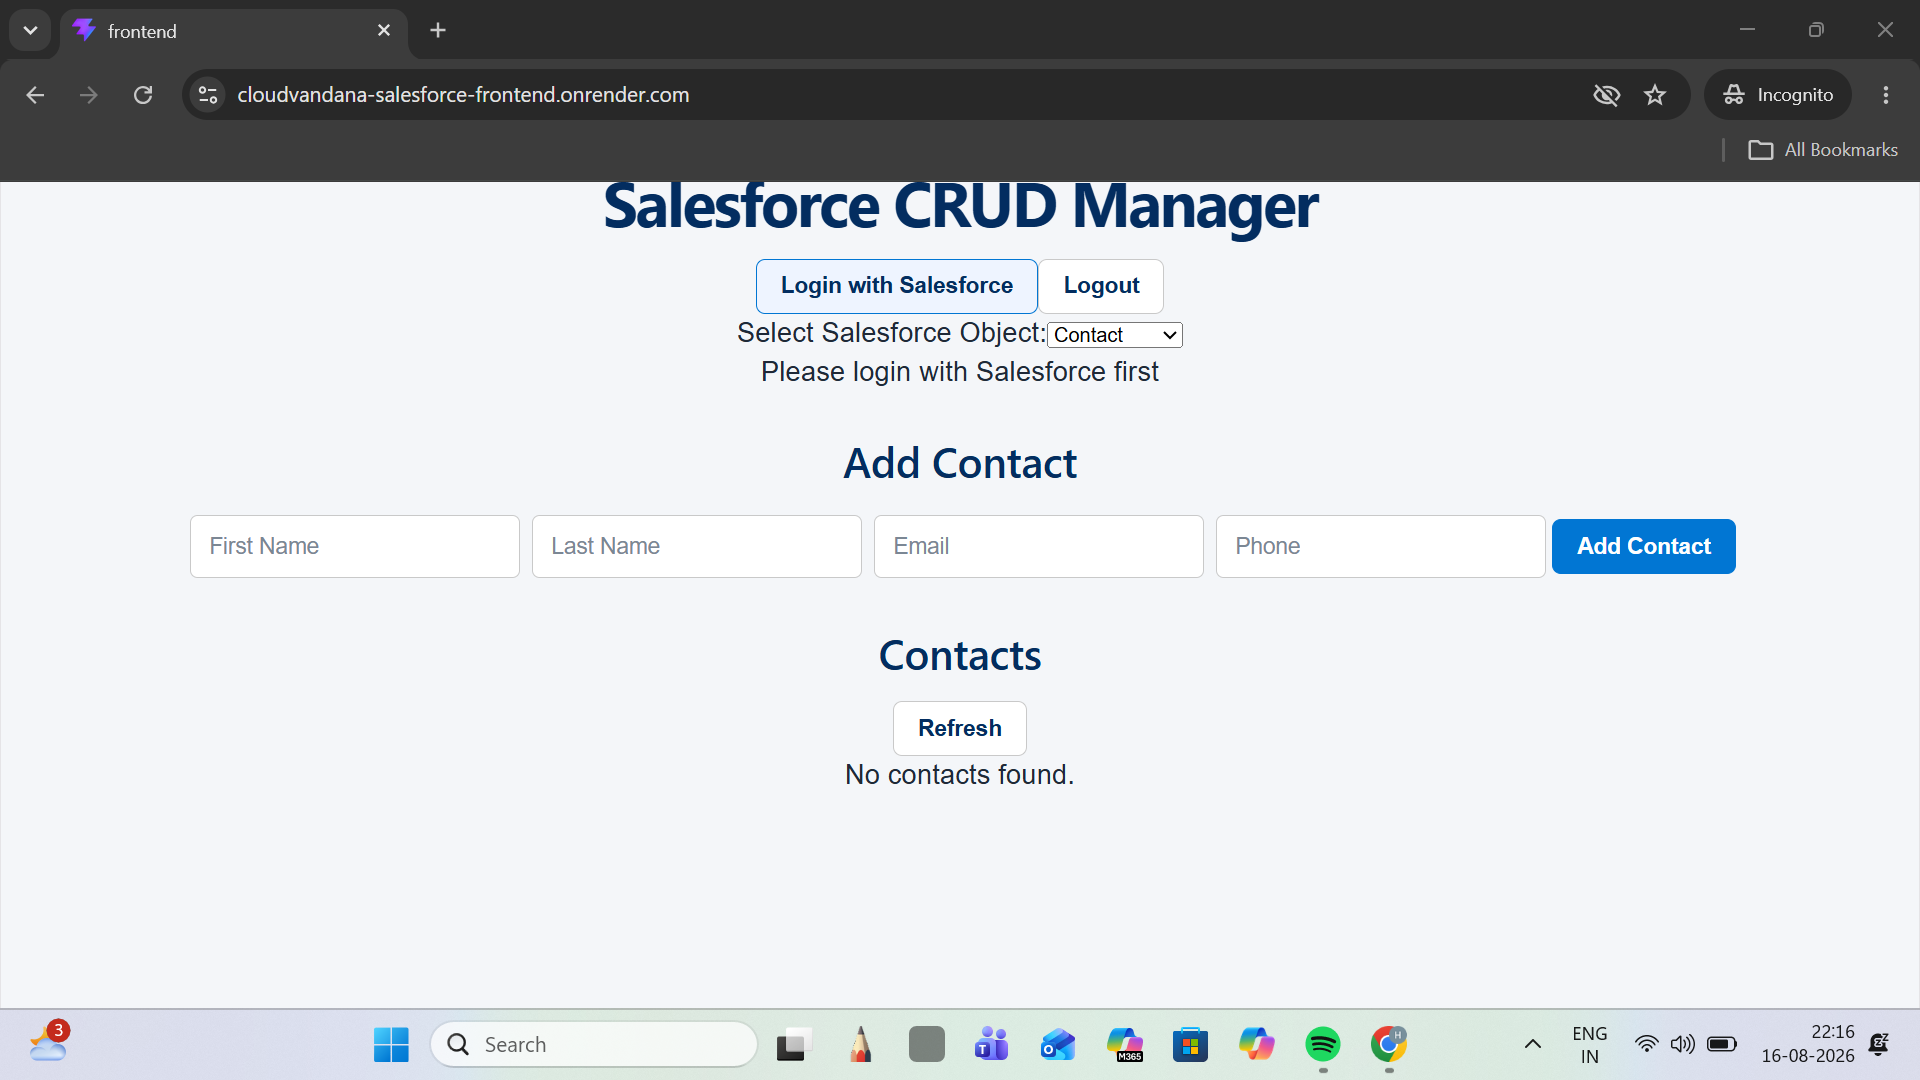 frontend
cloudvandana-salesforce-frontend.onrender.com
Incognito
All Bookmarks
Salesforce CRUD Manager
Login with Salesforce Logout
Select Salesforce Object: Contact
Please login with Salesforce first
Add Contact
First Name Last Name Email Phone Add Contact
Contacts
Refresh
No contacts found.
3
Search
T
O
M365
H
ENG
IN
22:16
16-08-2026